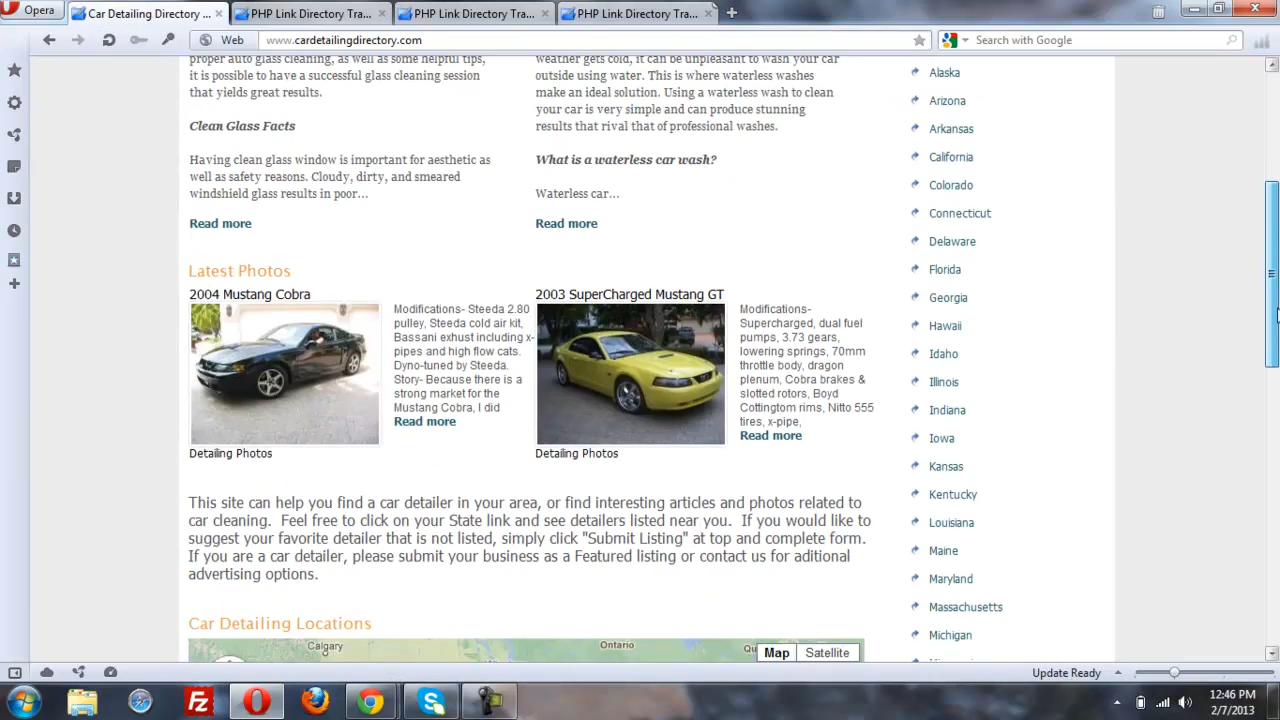 Opera
Car Detailing Directory ...
PHP Link Directory Tra...
PHP Link Directory Tra...
PHP Link Directory Tra...
Web
www.cardetailingdirectory.com
Search with Google
proper auto glass cleaning, as well as some helpful tips,
it is possible to have a successful glass cleaning session
that yields great results.
Clean Glass Facts
Having clean glass window is important for aesthetic as
well as safety reasons. Cloudy, dirty, and smeared
windshield glass results in poor...
Read more
weather gets cold, it can be unpleasant to wash your car
outside using water. This is where waterless washes
make an ideal solution. Using a waterless wash to clean
your car is very simple and can produce stunning
results that rival that of professional washes.
What is a waterless car wash?
Waterless car...
Read more
Latest Photos
2004 Mustang Cobra
Modifications- Steeda 2.80
pulley, Steeda cold air kit,
Bassani exhust including x-
pipes and high flow cats.
Dyno-tuned by Steeda.
Story- Because there is a
strong market for the
Mustang Cobra, I did
Read more
Detailing Photos
2003 SuperCharged Mustang GT
Modifications-
Supercharged, dual fuel
pumps, 3.73 gears,
lowering springs, 70mm
throttle body, dragon
plenum, Cobra brakes &
slotted rotors, Boyd
Cottingtom rims, Nitto 555
tires, x-pipe,
Read more
Detailing Photos
This site can help you find a car detailer in your area, or find interesting articles and photos related to
car cleaning. Feel free to click on your State link and see detailers listed near you. If you would like to
suggest your favorite detailer that is not listed, simply click "Submit Listing" at top and complete form.
If you are a car detailer, please submit your business as a Featured listing or contact us for aditional
advertising options.
Car Detailing Locations
Calgary
Ontario
Map
Satellite
Alaska
Arizona
Arkansas
California
Colorado
Connecticut
Delaware
Florida
Georgia
Hawaii
Idaho
Illinois
Indiana
Iowa
Kansas
Kentucky
Louisiana
Maine
Maryland
Massachusetts
Michigan
Update Ready
12:46 PM
2/7/2013